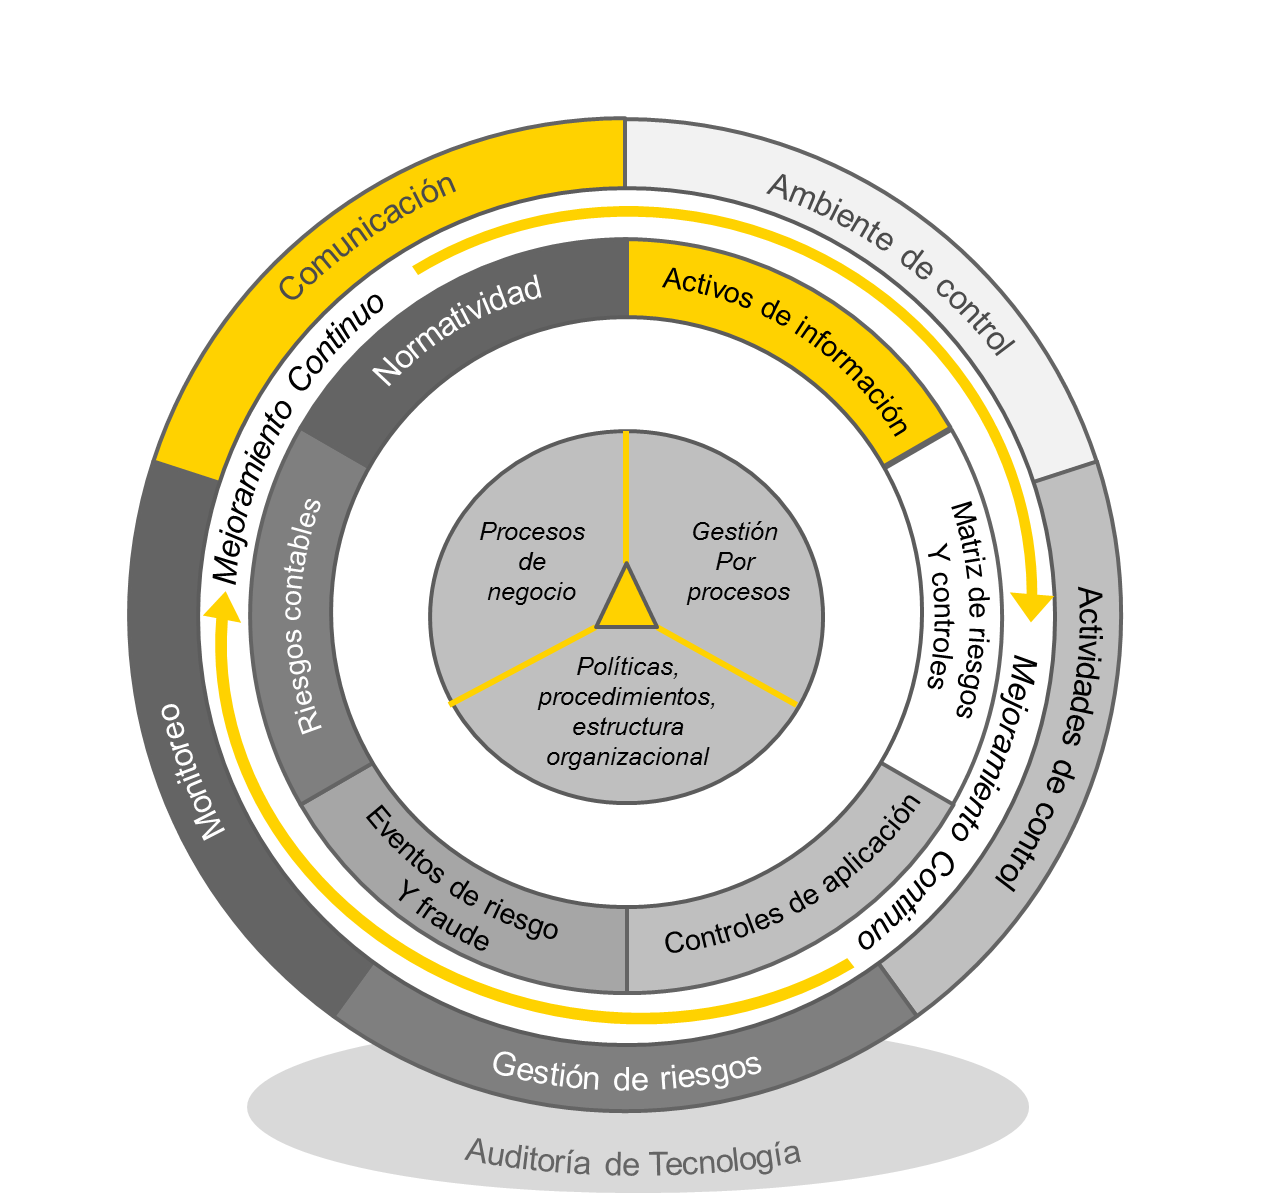 Comunicación
Ambiente de control
Actividades de control
Gestión de riesgos
Monitoreo
Mejoramiento Continuo
Mejoramiento Continuo
Normatividad
Activos de información
Matriz de riesgos
Y controles
Controles de aplicación
Eventos de riesgo
Y fraude
Riesgos contables
Procesos
de
negocio
Gestión
Por
procesos
Políticas,
procedimientos,
estructura
organizacional
Auditoría de Tecnología